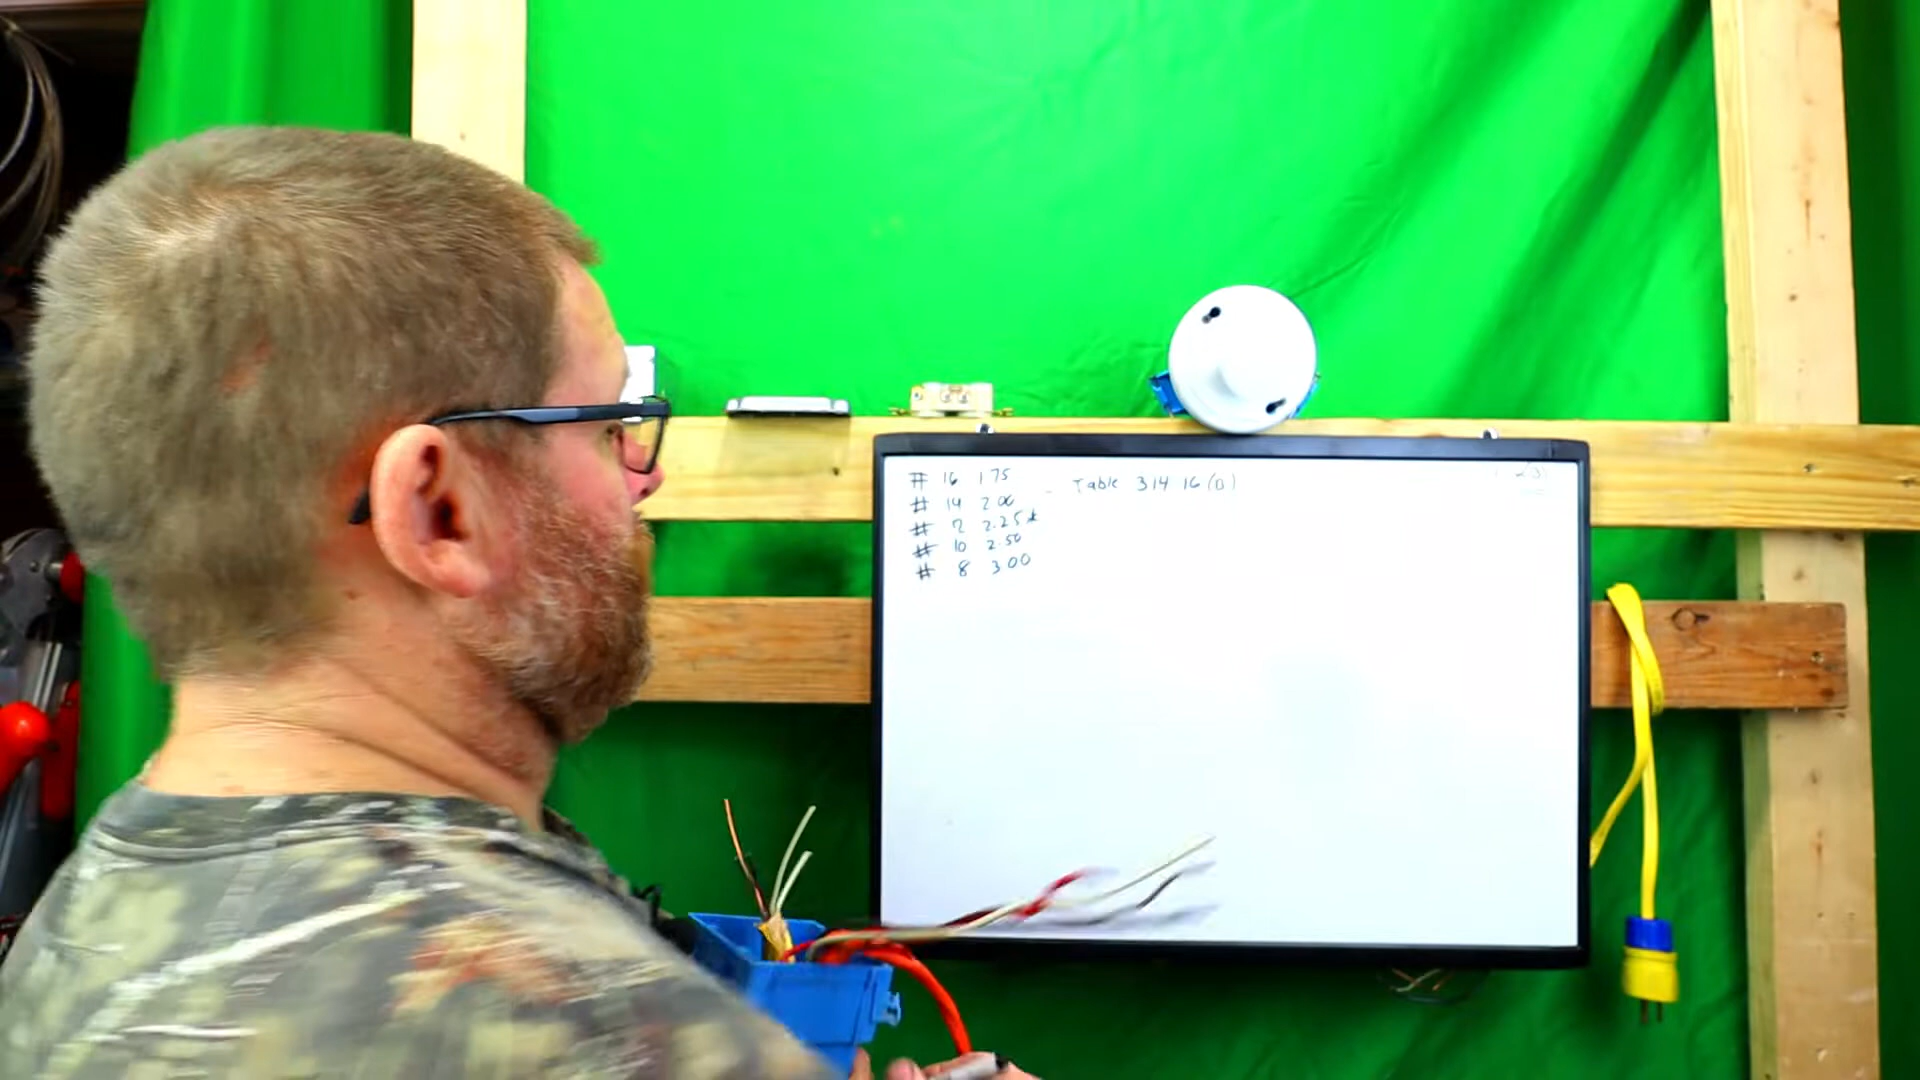 # 16 1 75
# 14 2 00
# 12 2.25 *
# 10 2.50
# 8 3 00
- Table 314 16 (B)